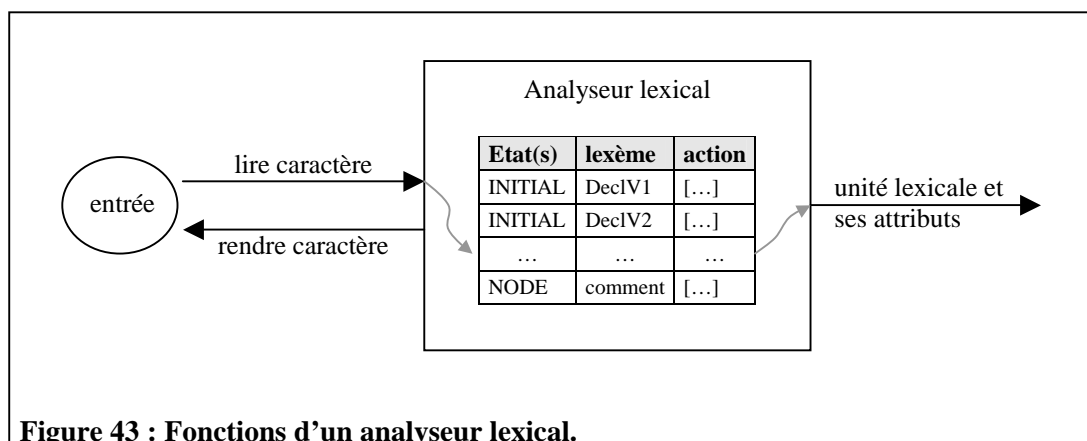 Analyseur lexical
Etat(s) lexème action
lire caractère
INITIAL DeclV1 […]
unité lexicale et
entrée
INITIAL DeclV2 […]
ses attributs
rendre caractère
… … …
NODE comment […]
Figure 43 : Fonctions d’un analyseur lexical.